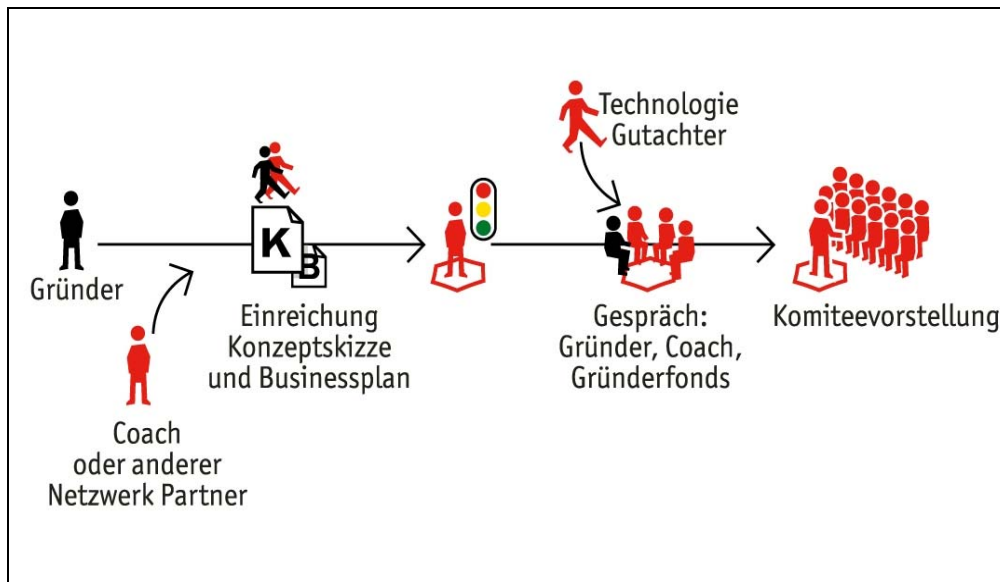 Gründer
Coach
oder anderer
Netzwerk Partner
K
B
Einreichung
Konzeptskizze
und Businessplan
Technologie
Gutachter
Gespräch:
Gründer, Coach,
Gründerfonds
Komiteevorstellung